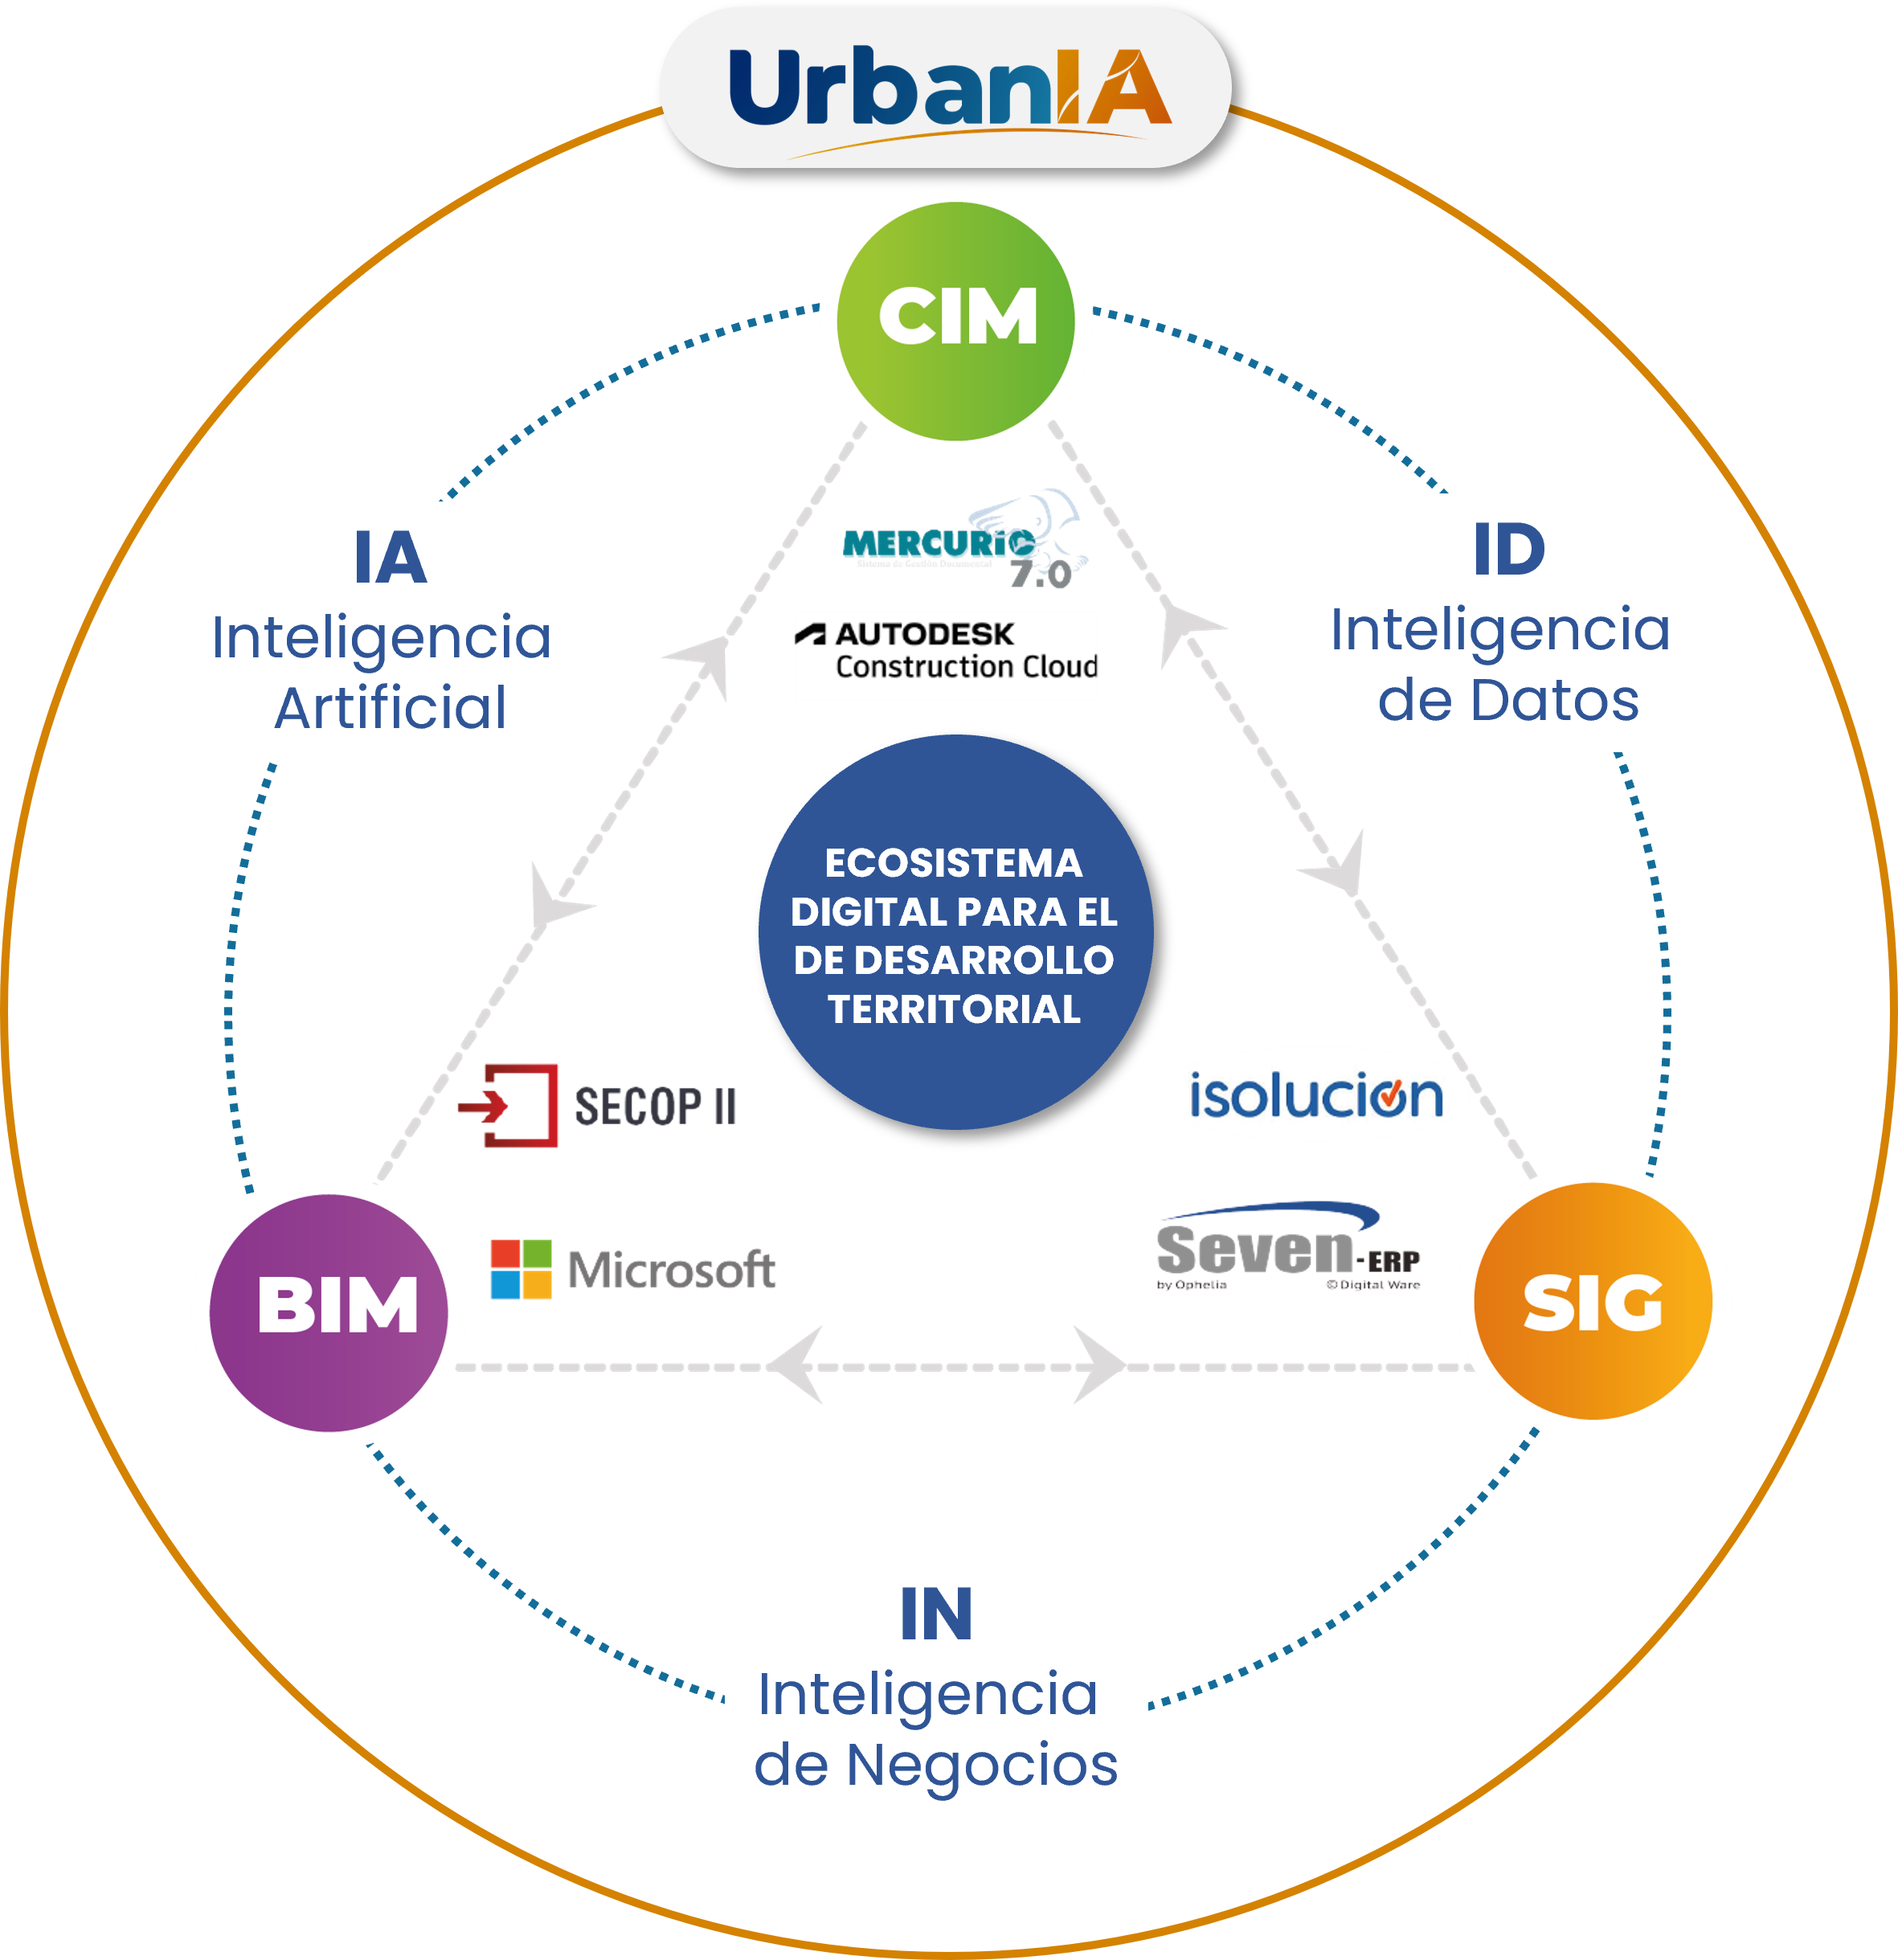 UrbanIA
CIM
IA
Inteligencia
Artificial
ID
Inteligencia
de Datos
MERCURIO
Sistema de Gestión Documental
7.0
AUTODESK
Construction Cloud
ECOSISTEMA
DIGITAL PARA EL
DE DESARROLLO
TERRITORIAL
SECOP II
isolución
Microsoft
Seven-ERP
by Ophelia © Digital Ware
BIM
SIG
IN
Inteligencia
de Negocios